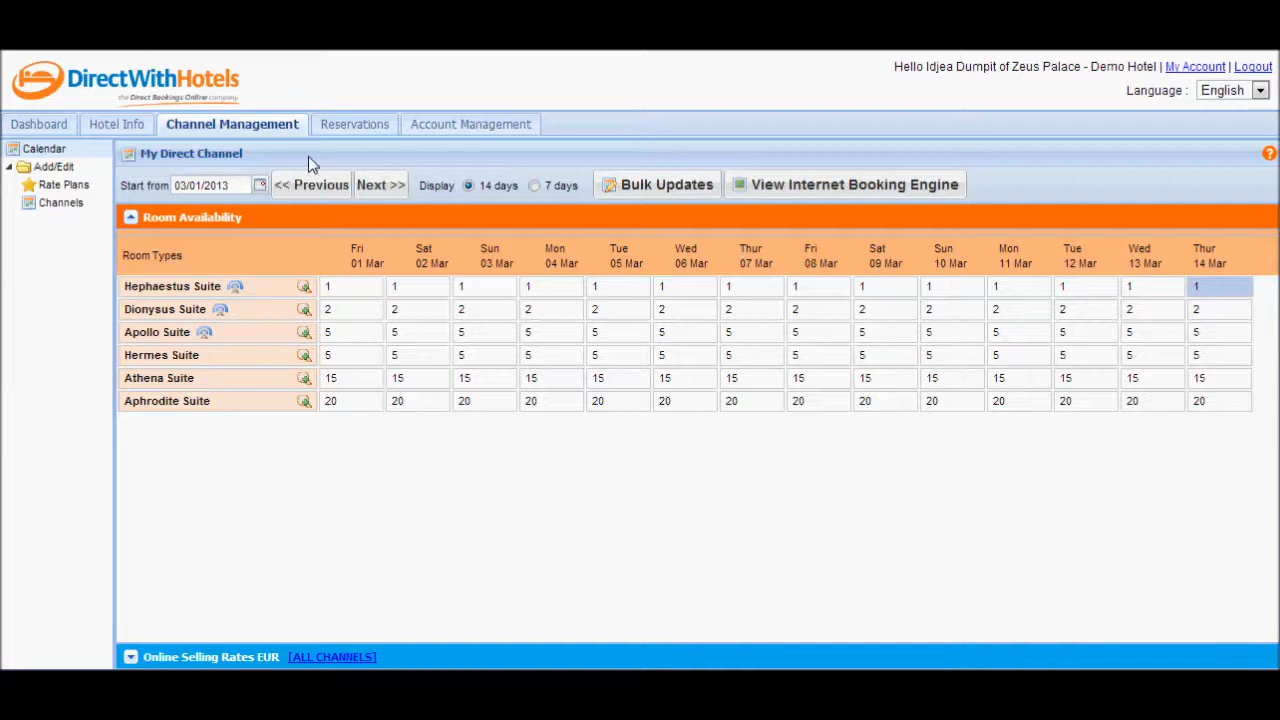 DirectWithHotels
the Direct Bookings Online company
Hello Idjea Dumpit of Zeus Palace - Demo Hotel | My Account | Logout
Language : English
Dashboard Hotel Info Channel Management Reservations Account Management
Calendar
Add/Edit
Rate Plans
Channels
My Direct Channel
Start from 03/01/2013 << Previous Next >> Display 14 days 7 days Bulk Updates View Internet Booking Engine
Room Availability
Room Types
Fri Sat Sun Mon Tue Wed Thur Fri Sat Sun Mon Tue Wed Thur
01 Mar 02 Mar 03 Mar 04 Mar 05 Mar 06 Mar 07 Mar 08 Mar 09 Mar 10 Mar 11 Mar 12 Mar 13 Mar 14 Mar
Hephaestus Suite 1 1 1 1 1 1 1 1 1 1 1 1 1 1
Dionysus Suite 2 2 2 2 2 2 2 2 2 2 2 2 2 2
Apollo Suite 5 5 5 5 5 5 5 5 5 5 5 5 5 5
Hermes Suite 5 5 5 5 5 5 5 5 5 5 5 5 5 5
Athena Suite 15 15 15 15 15 15 15 15 15 15 15 15 15 15
Aphrodite Suite 20 20 20 20 20 20 20 20 20 20 20 20 20 20
Online Selling Rates EUR [ALL CHANNELS]